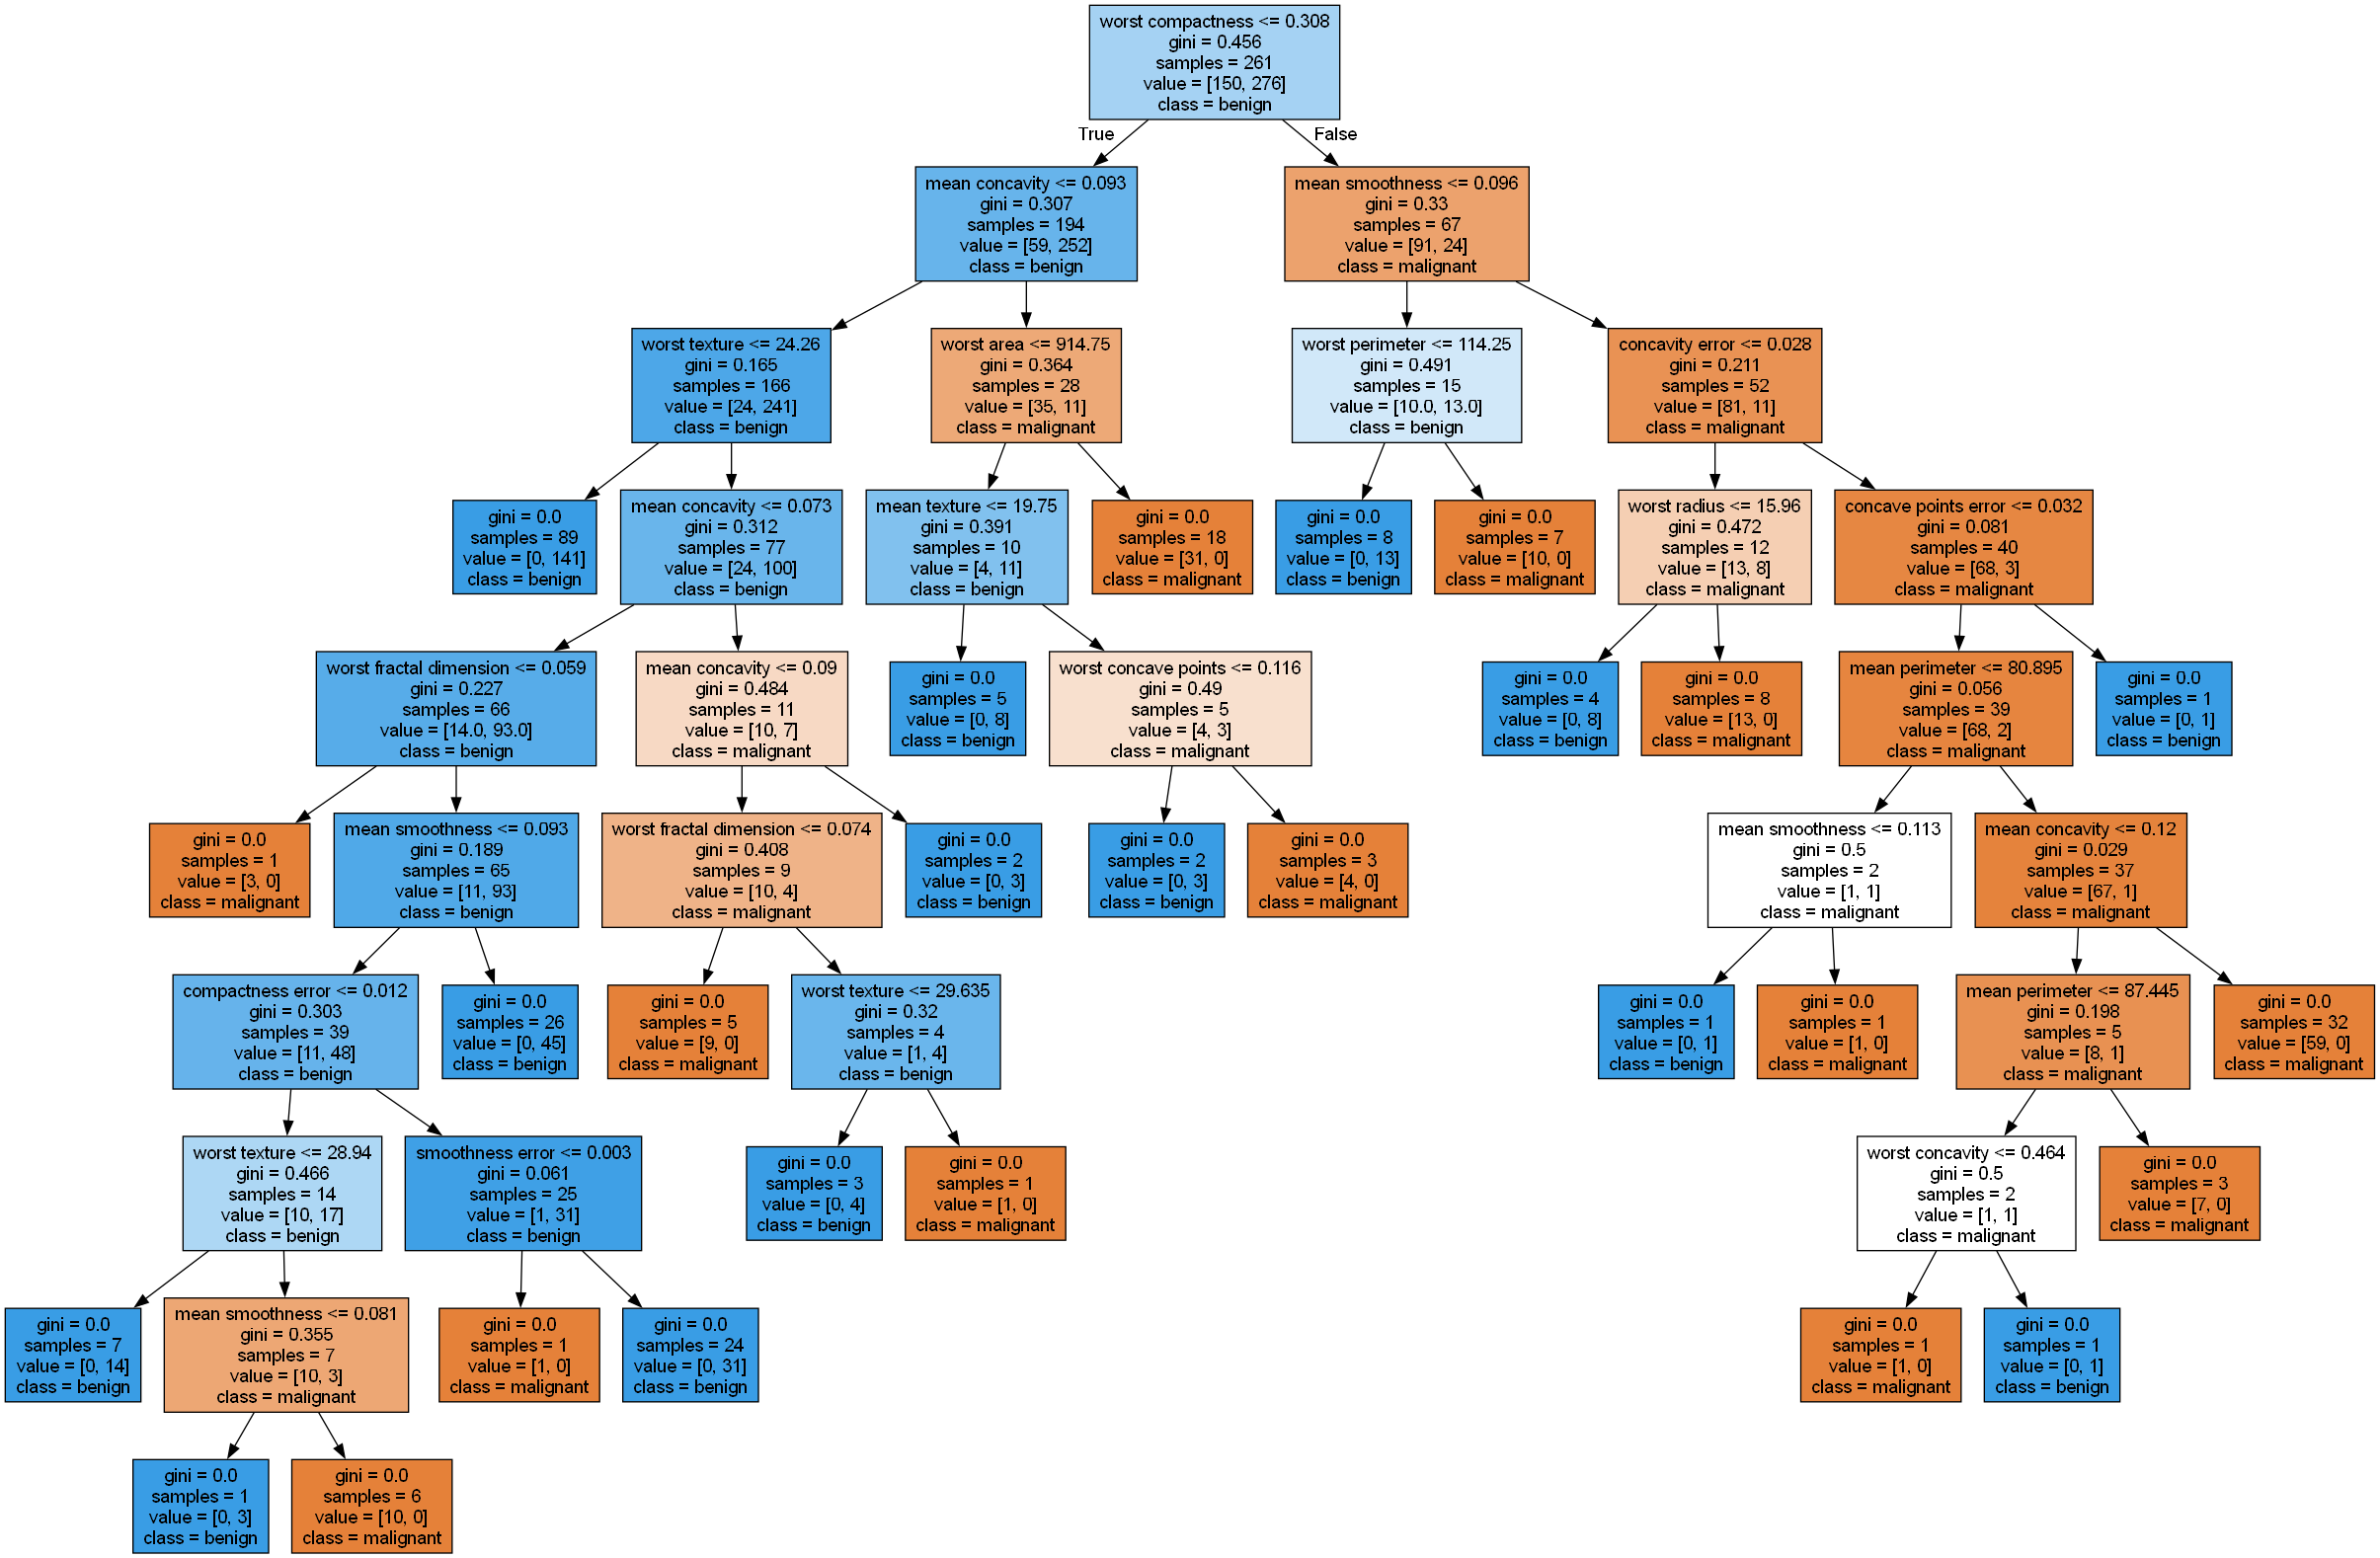 worst compactness <= 0.308
gini = 0.456
samples = 261
value = [150, 276]
class = benign
True
False
mean concavity <= 0.093
gini = 0.307
samples = 194
value = [59, 252]
class = benign
mean smoothness <= 0.096
gini = 0.33
samples = 67
value = [91, 24]
class = malignant
worst texture <= 24.26
gini = 0.165
samples = 166
value = [24, 241]
class = benign
worst area <= 914.75
gini = 0.364
samples = 28
value = [35, 11]
class = malignant
worst perimeter <= 114.25
gini = 0.491
samples = 15
value = [10.0, 13.0]
class = benign
concavity error <= 0.028
gini = 0.211
samples = 52
value = [81, 11]
class = malignant
gini = 0.0
samples = 89
value = [0, 141]
class = benign
mean concavity <= 0.073
gini = 0.312
samples = 77
value = [24, 100]
class = benign
mean texture <= 19.75
gini = 0.391
samples = 10
value = [4, 11]
class = benign
gini = 0.0
samples = 18
value = [31, 0]
class = malignant
gini = 0.0
samples = 8
value = [0, 13]
class = benign
gini = 0.0
samples = 7
value = [10, 0]
class = malignant
worst radius <= 15.96
gini = 0.472
samples = 12
value = [13, 8]
class = malignant
concave points error <= 0.032
gini = 0.081
samples = 40
value = [68, 3]
class = malignant
worst fractal dimension <= 0.059
gini = 0.227
samples = 66
value = [14.0, 93.0]
class = benign
mean concavity <= 0.09
gini = 0.484
samples = 11
value = [10, 7]
class = malignant
gini = 0.0
samples = 5
value = [0, 8]
class = benign
worst concave points <= 0.116
gini = 0.49
samples = 5
value = [4, 3]
class = malignant
gini = 0.0
samples = 4
value = [0, 8]
class = benign
gini = 0.0
samples = 8
value = [13, 0]
class = malignant
mean perimeter <= 80.895
gini = 0.056
samples = 39
value = [68, 2]
class = malignant
gini = 0.0
samples = 1
value = [0, 1]
class = benign
gini = 0.0
samples = 1
value = [3, 0]
class = malignant
mean smoothness <= 0.093
gini = 0.189
samples = 65
value = [11, 93]
class = benign
worst fractal dimension <= 0.074
gini = 0.408
samples = 9
value = [10, 4]
class = malignant
gini = 0.0
samples = 2
value = [0, 3]
class = benign
gini = 0.0
samples = 2
value = [0, 3]
class = benign
gini = 0.0
samples = 3
value = [4, 0]
class = malignant
mean smoothness <= 0.113
gini = 0.5
samples = 2
value = [1, 1]
class = malignant
mean concavity <= 0.12
gini = 0.029
samples = 37
value = [67, 1]
class = malignant
compactness error <= 0.012
gini = 0.303
samples = 39
value = [11, 48]
class = benign
gini = 0.0
samples = 26
value = [0, 45]
class = benign
gini = 0.0
samples = 5
value = [9, 0]
class = malignant
worst texture <= 29.635
gini = 0.32
samples = 4
value = [1, 4]
class = benign
gini = 0.0
samples = 1
value = [0, 1]
class = benign
gini = 0.0
samples = 1
value = [1, 0]
class = malignant
mean perimeter <= 87.445
gini = 0.198
samples = 5
value = [8, 1]
class = malignant
gini = 0.0
samples = 32
value = [59, 0]
class = malignant
worst texture <= 28.94
gini = 0.466
samples = 14
value = [10, 17]
class = benign
smoothness error <= 0.003
gini = 0.061
samples = 25
value = [1, 31]
class = benign
gini = 0.0
samples = 3
value = [0, 4]
class = benign
gini = 0.0
samples = 1
value = [1, 0]
class = malignant
worst concavity <= 0.464
gini = 0.5
samples = 2
value = [1, 1]
class = malignant
gini = 0.0
samples = 3
value = [7, 0]
class = malignant
gini = 0.0
samples = 7
value = [0, 14]
class = benign
mean smoothness <= 0.081
gini = 0.355
samples = 7
value = [10, 3]
class = malignant
gini = 0.0
samples = 1
value = [1, 0]
class = malignant
gini = 0.0
samples = 24
value = [0, 31]
class = benign
gini = 0.0
samples = 1
value = [1, 0]
class = malignant
gini = 0.0
samples = 1
value = [0, 1]
class = benign
gini = 0.0
samples = 1
value = [0, 3]
class = benign
gini = 0.0
samples = 6
value = [10, 0]
class = malignant